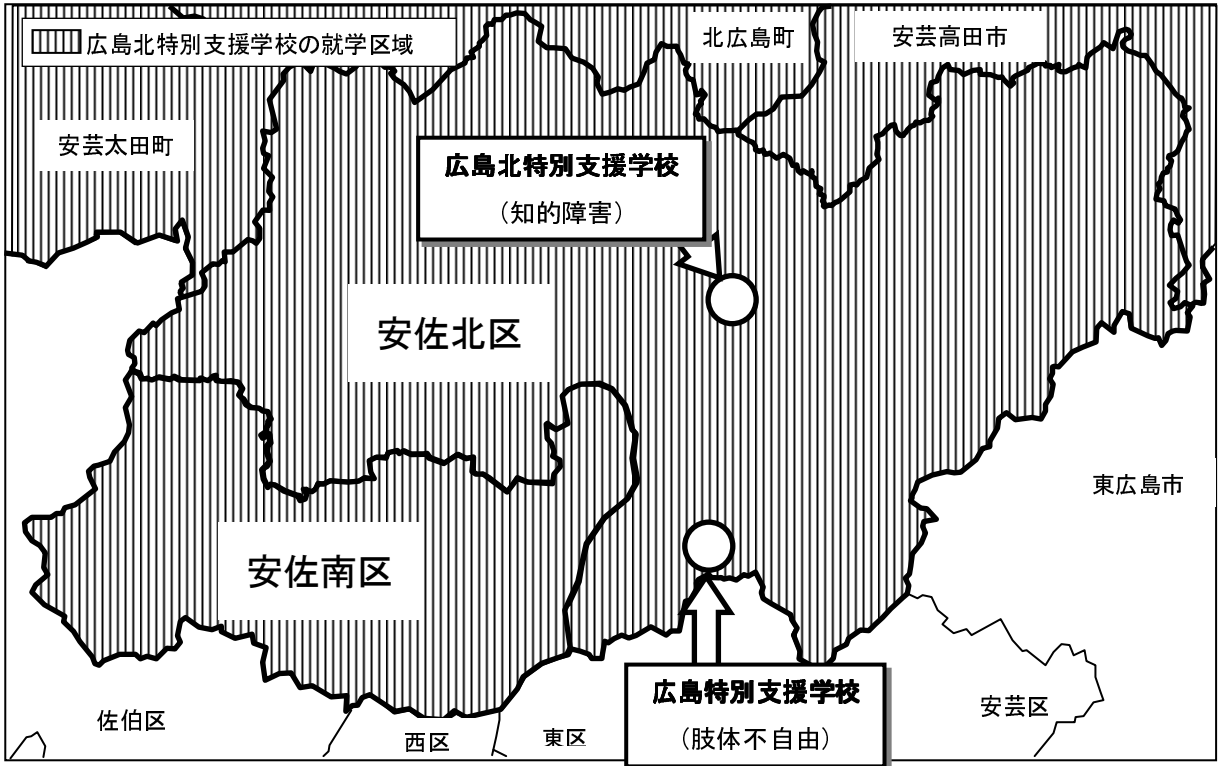 広島北特別支援学校の就学区域
北広島町
安芸高田市
安芸太田町
広島北特別支援学校
（知的障害）
安佐北区
東広島市
安佐南区
広島特別支援学校
（肢体不自由）
佐伯区
西区
東区
安芸区